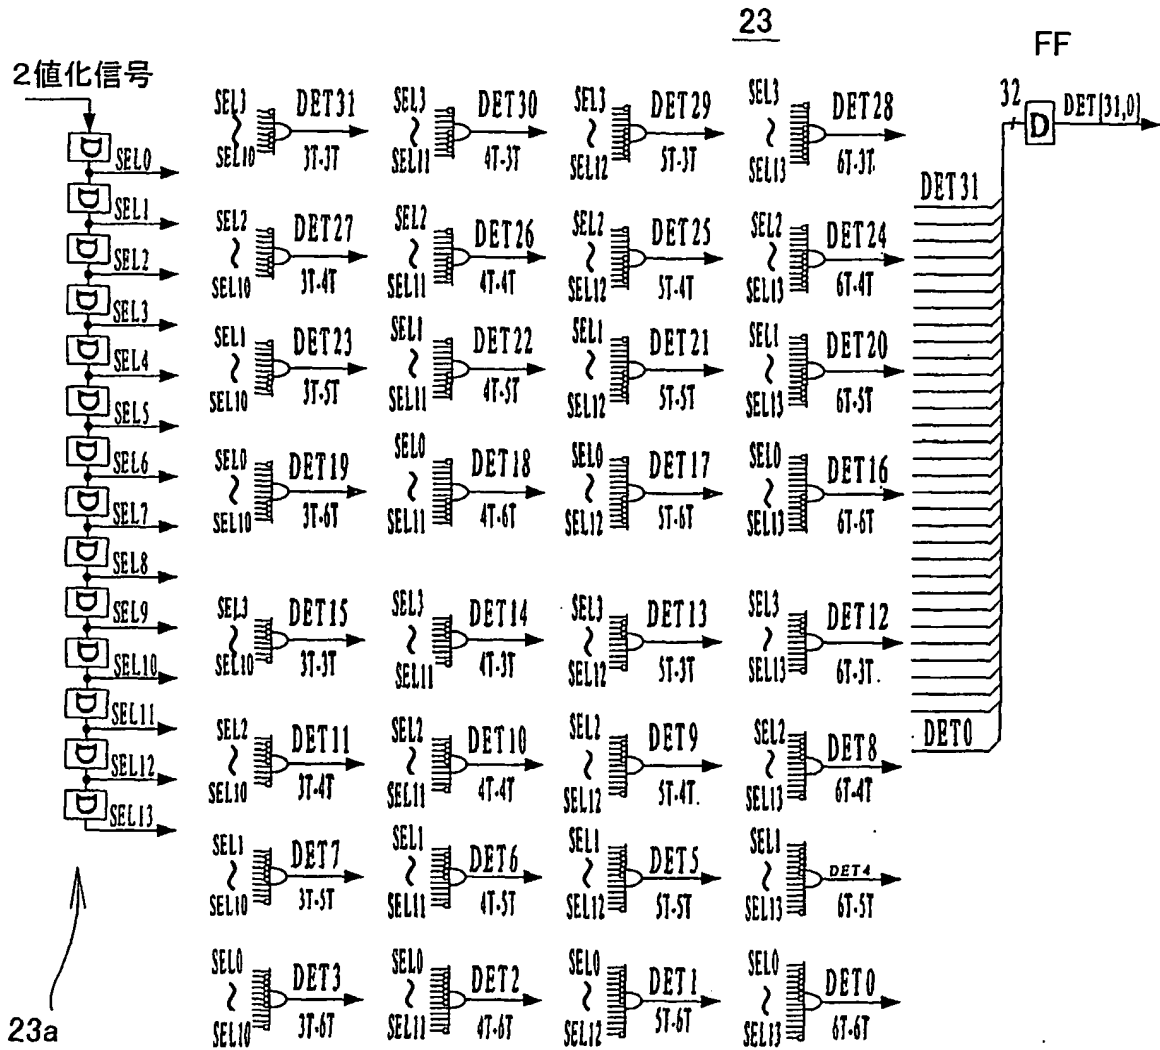 23
FF
2値化信号
D
SEL0
D
SEL1
D
SEL2
D
SEL3
D
SEL4
D
SEL5
D
SEL6
D
SEL7
D
SEL8
D
SEL9
D
SEL10
D
SEL11
D
SEL12
D
SEL13
23a
SEL3 ~ SEL10 DET31 3T-3T
SEL3 ~ SEL11 DET30 4T-3T
SEL3 ~ SEL12 DET29 5T-3T
SEL3 ~ SEL13 DET28 6T-3T
SEL2 ~ SEL10 DET27 3T-4T
SEL2 ~ SEL11 DET26 4T-4T
SEL2 ~ SEL12 DET25 5T-4T
SEL2 ~ SEL13 DET24 6T-4T
SEL1 ~ SEL10 DET23 3T-5T
SEL1 ~ SEL11 DET22 4T-5T
SEL1 ~ SEL12 DET21 5T-5T
SEL1 ~ SEL13 DET20 6T-5T
SEL0 ~ SEL10 DET19 3T-6T
SEL0 ~ SEL11 DET18 4T-6T
SEL0 ~ SEL12 DET17 5T-6T
SEL0 ~ SEL13 DET16 6T-6T
SEL3 ~ SEL10 DET15 3T-3T
SEL3 ~ SEL11 DET14 4T-3T
SEL3 ~ SEL12 DET13 5T-3T
SEL3 ~ SEL13 DET12 6T-3T
SEL2 ~ SEL10 DET11 3T-4T
SEL2 ~ SEL11 DET10 4T-4T
SEL2 ~ SEL12 DET9 5T-4T
SEL2 ~ SEL13 DET8 6T-4T
SEL1 ~ SEL10 DET7 3T-5T
SEL1 ~ SEL11 DET6 4T-5T
SEL1 ~ SEL12 DET5 5T-5T
SEL1 ~ SEL13 DET4 6T-5T
SEL0 ~ SEL10 DET3 3T-6T
SEL0 ~ SEL11 DET2 4T-6T
SEL0 ~ SEL12 DET1 5T-6T
SEL0 ~ SEL13 DET0 6T-6T
32
D
DET[31,0]
DET31
DET0